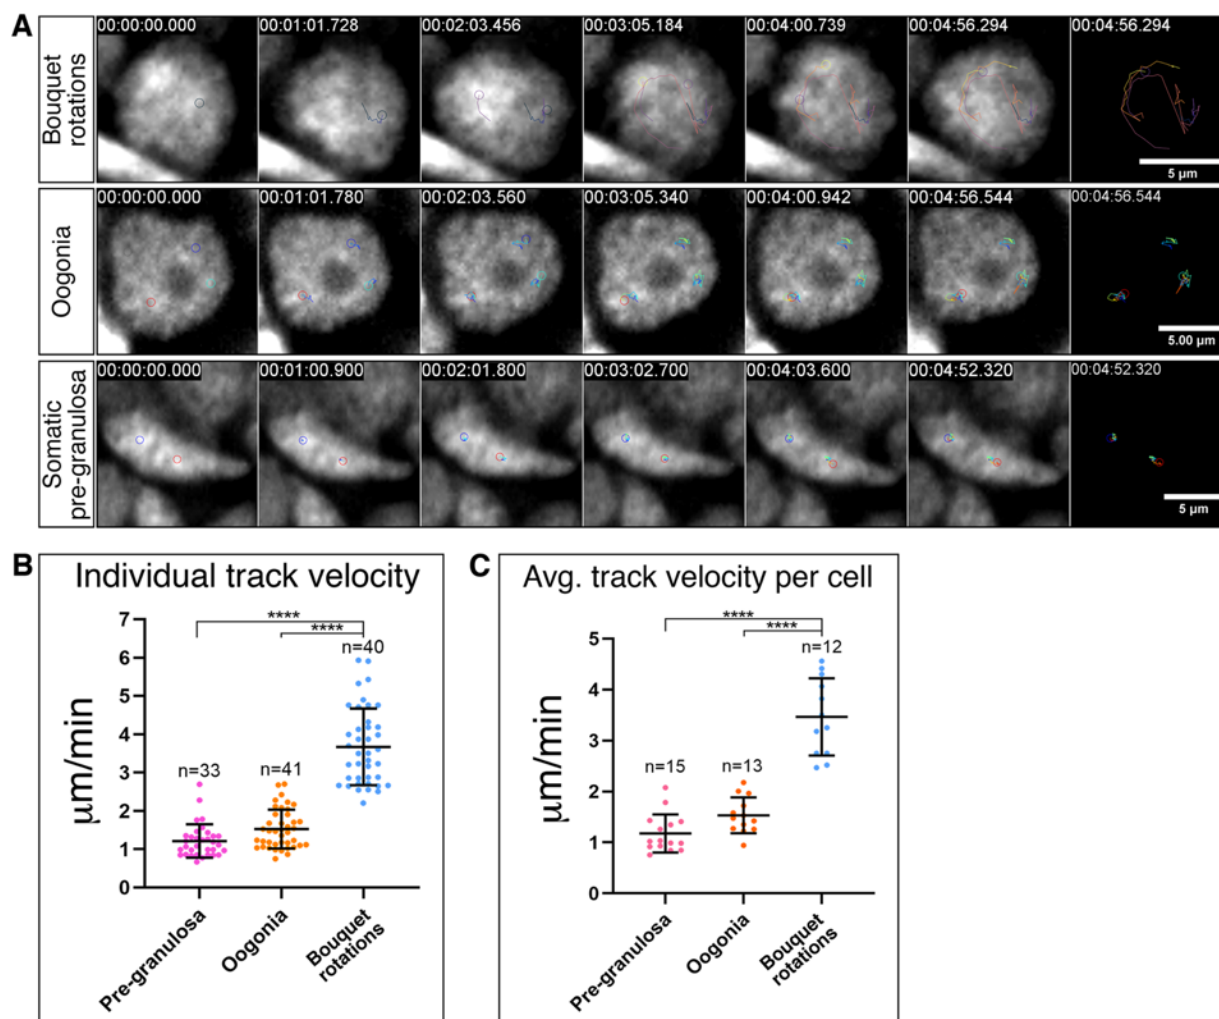 A
Bouquet
rotations
00:00:00.000
00:01:01.728
00:02:03.456
00:03:05.184
00:04:00.739
00:04:56.294
00:04:56.294
5 µm
Oogonia
00:00:00.000
00:01:01.780
00:02:03.560
00:03:05.340
00:04:00.942
00:04:56.544
00:04:56.544
5.00 µm
Somatic
pre-granulosa
00:00:00.000
00:01:00.900
00:02:01.800
00:03:02.700
00:04:03.600
00:04:52.320
00:04:52.320
5 µm
B
Individual track velocity
µm/min
7
6
5
4
3
2
1
0
****
****
n=33
n=41
n=40
Pre-granulosa
Oogonia
Bouquet
rotations
C
Avg. track velocity per cell
µm/min
5
4
3
2
1
0
****
****
n=15
n=13
n=12
Pre-granulosa
Oogonia
Bouquet
rotations